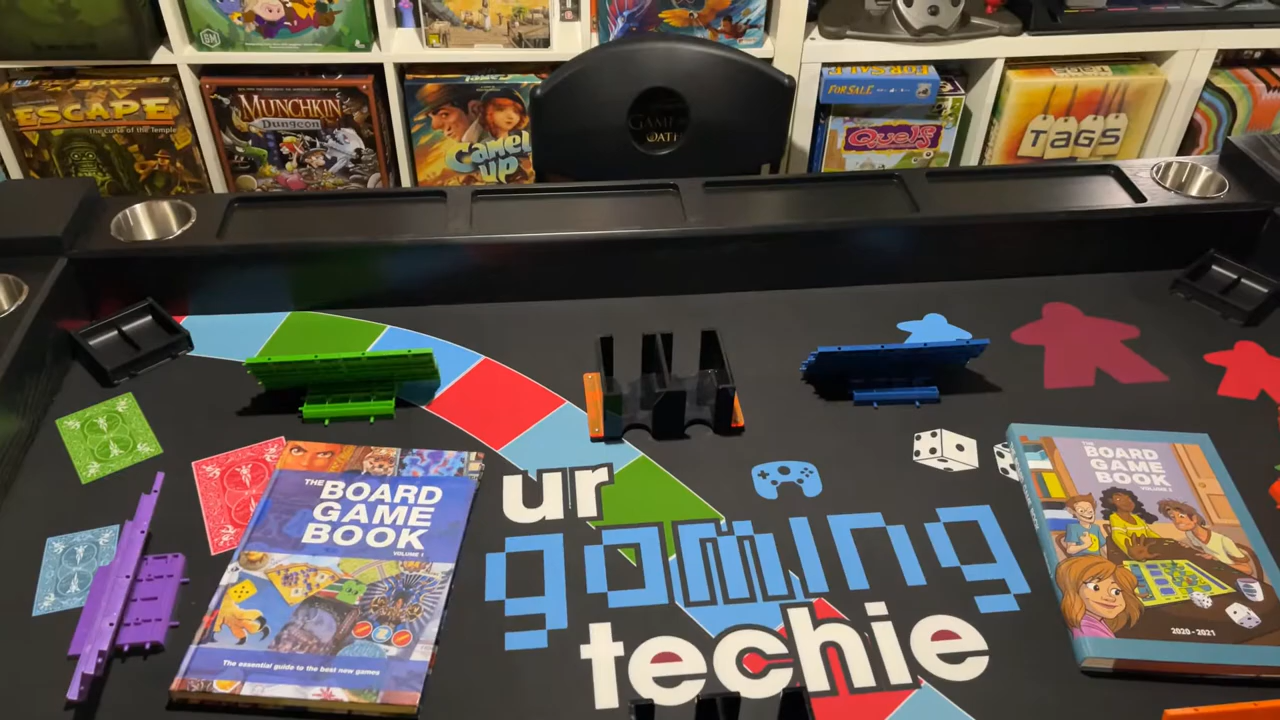 ESCAPE
The Curse of the Temple
MUNCHKIN
Dungeon
CAMEL
UP
GAME OF
OATH
FOR SALE
FOR SALE
Quelf
TAGS
THE BOARD
GAME
BOOK
VOLUME 1
The essential guide to the best new games
ur
gaming
techie
THE
BOARD
GAME
BOOK
VOLUME 2
2020-2021